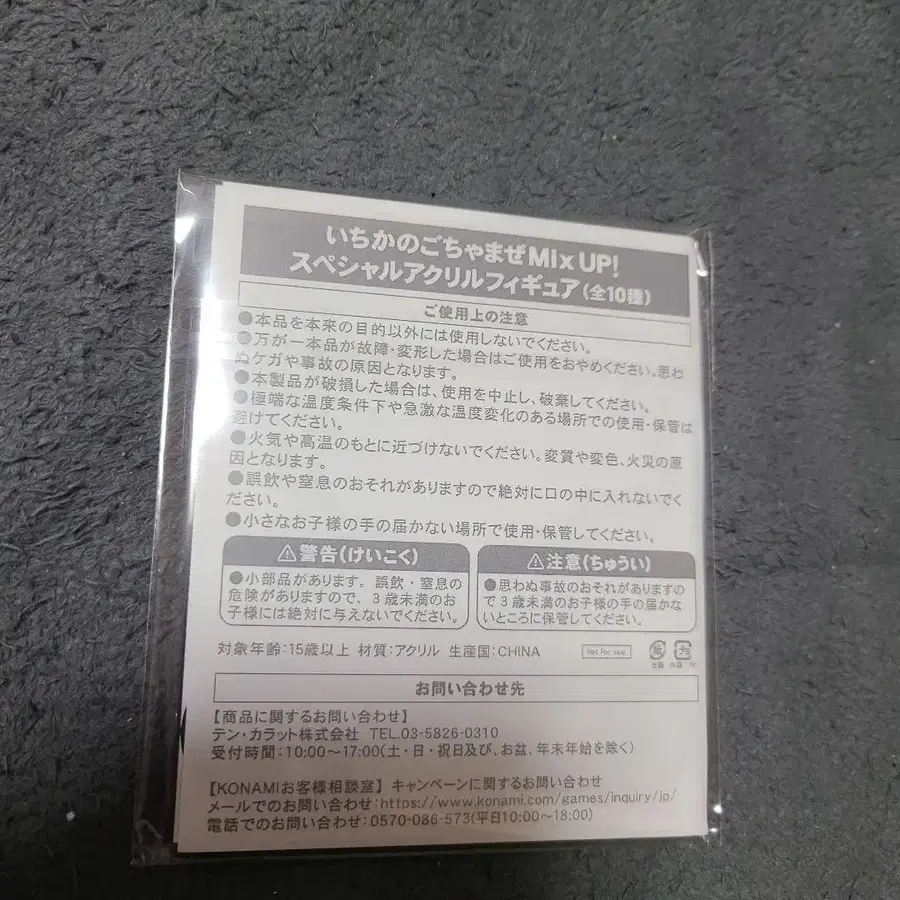 いちかのごちゃまぜMix UP!
スペシャルアクリルフィギュア(全10種)
ご使用上の注意
●本品を本来の目的以外には使用しないでください。
●万が一本品が故障・変形した場合はご使用をおやめください。思わ
ぬケガや事故の原因となります。
●本製品が破損した場合は、使用を中止し、破棄してください。
●極端な温度条件下や急激な温度変化のある場所での使用・保管は
避けてください。
●火気や高温のもとに近づけないでください。変質や変色、火災の原
因となります。
●誤飲や窒息のおそれがありますので絶対に口の中に入れないでく
ださい。
●小さなお子様の手の届かない場所で使用・保管してください。
⚠警告(けいこく)
●小部品があります。誤飲・窒息の
危険がありますので、3歳未満のお
子様には絶対に与えないでください。
⚠注意(ちゅうい)
●思わぬ事故のおそれがありますの
で3歳未満のお子様の手の届かな
いところに保管してください。
対象年齢:15歳以上 材質:アクリル 生産国:CHINA
Not For Sale
お問い合わせ先
【商品に関するお問い合わせ】
テン・カラット株式会社 TEL.03-5826-0310
受付時間:10:00～17:00(土・日・祝日及び、お盆、年末年始を除く)
【KONAMIお客様相談室】キャンペーンに関するお問い合わせ
メールでのお問い合わせ:https://www.konami.com/games/inquiry/jp/
電話でのお問い合わせ:0570-086-573(平日10:00～18:00)